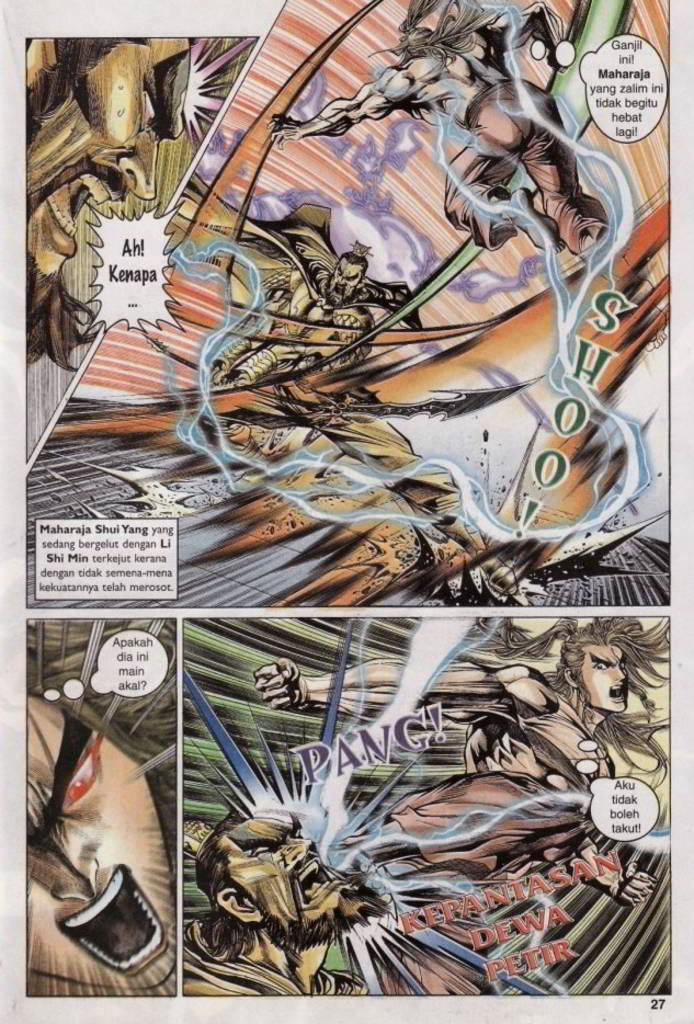 Ah!
Kenapa
...
Ganjil
ini!
Maharaja
yang zalim ini
tidak begitu
hebat
lagi!
SHOO!
Maharaja Shui Yang yang
sedang bergelut dengan Li
Shi Min terkejut kerana
dengan tidak semena-mena
kekuatannya telah merosot.
Apakah
dia ini
main
akal?
PANG!
Aku
tidak
boleh
takut!
KEPANTASAN
DEWA
PETIR
27